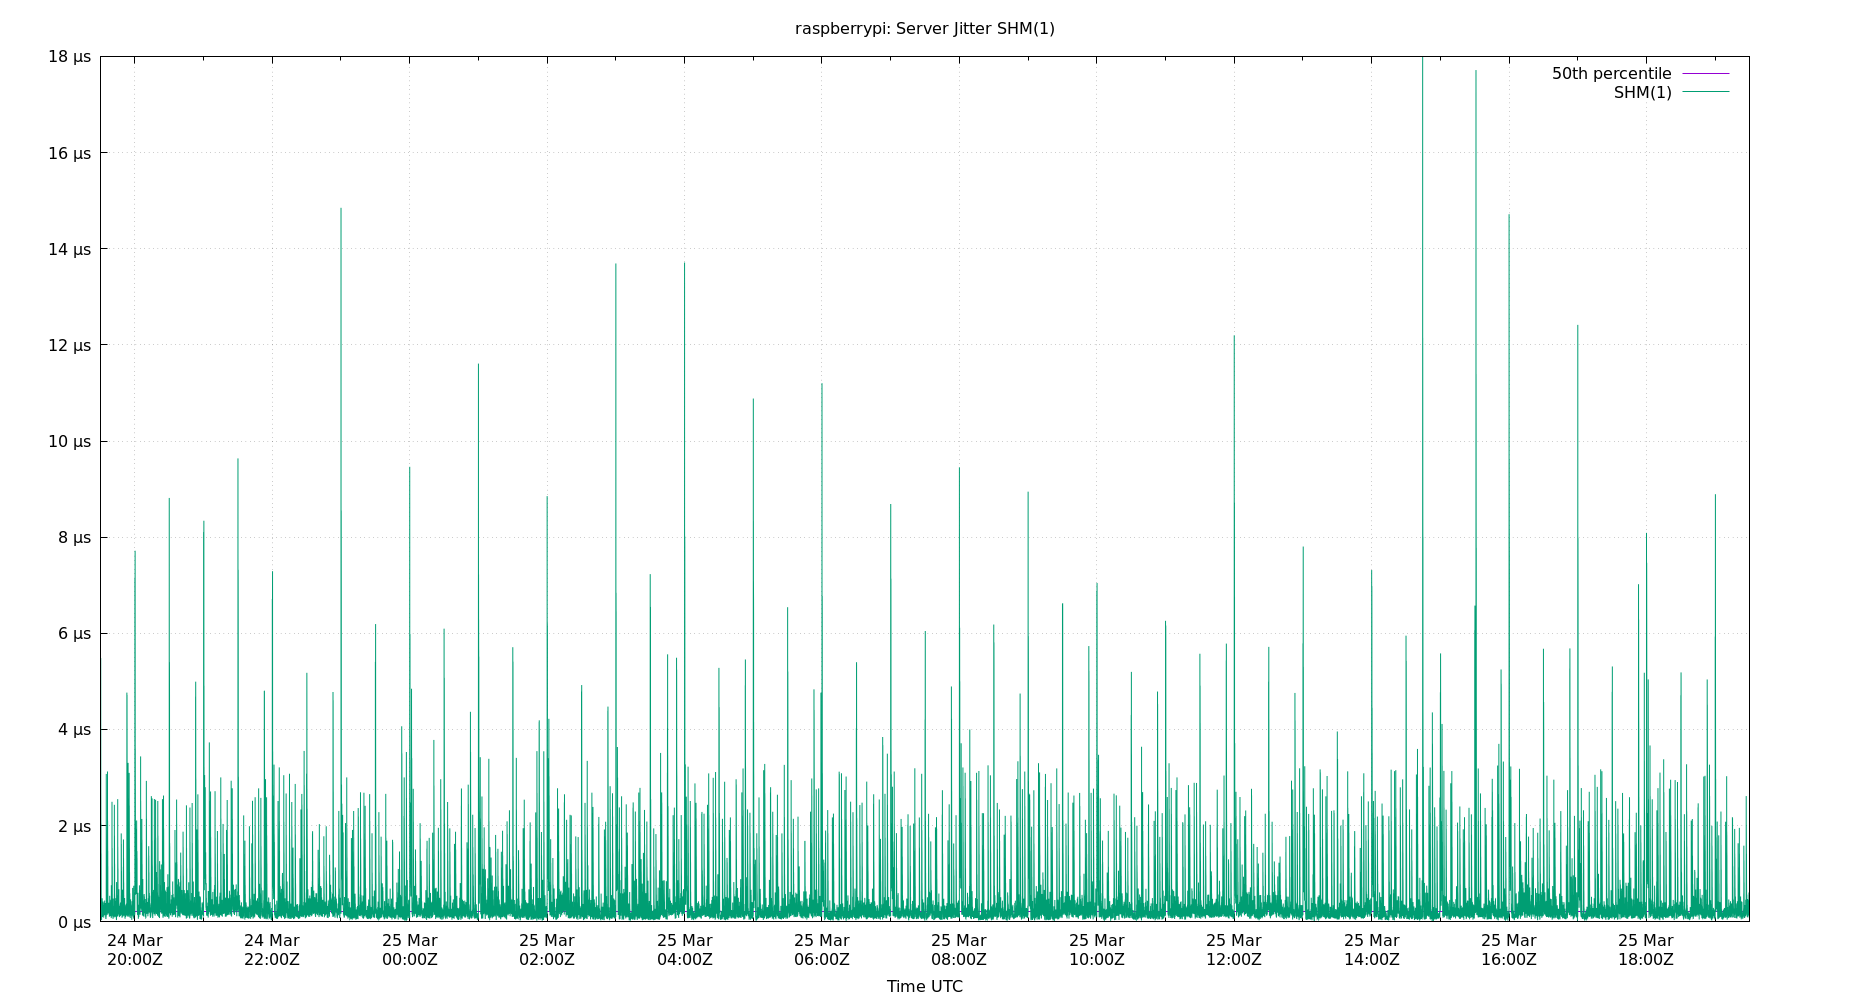 raspberrypi: Server Jitter SHM(1)
18 µs
16 µs
14 µs
12 µs
10 µs
8 µs
6 µs
4 µs
2 µs
0 µs
50th percentile
SHM(1)
24 Mar 24 Mar 25 Mar 25 Mar 25 Mar 25 Mar 25 Mar 25 Mar 25 Mar 25 Mar 25 Mar 25 Mar
20:00Z 22:00Z 00:00Z 02:00Z 04:00Z 06:00Z 08:00Z 10:00Z 12:00Z 14:00Z 16:00Z 18:00Z
Time UTC